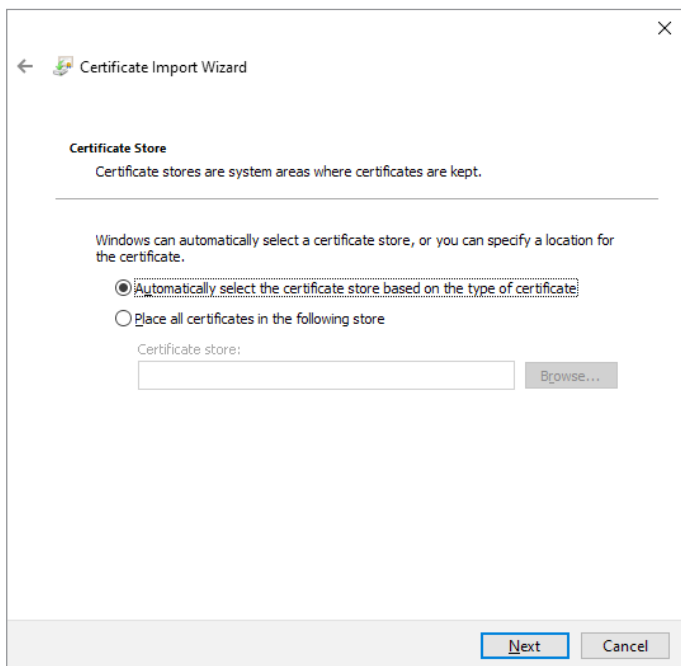 Certificate Import Wizard
Certificate Store
Certificate stores are system areas where certificates are kept.
Windows can automatically select a certificate store, or you can specify a location for
the certificate.
Automatically select the certificate store based on the type of certificate
Place all certificates in the following store
Certificate store:
Browse...
Next
Cancel